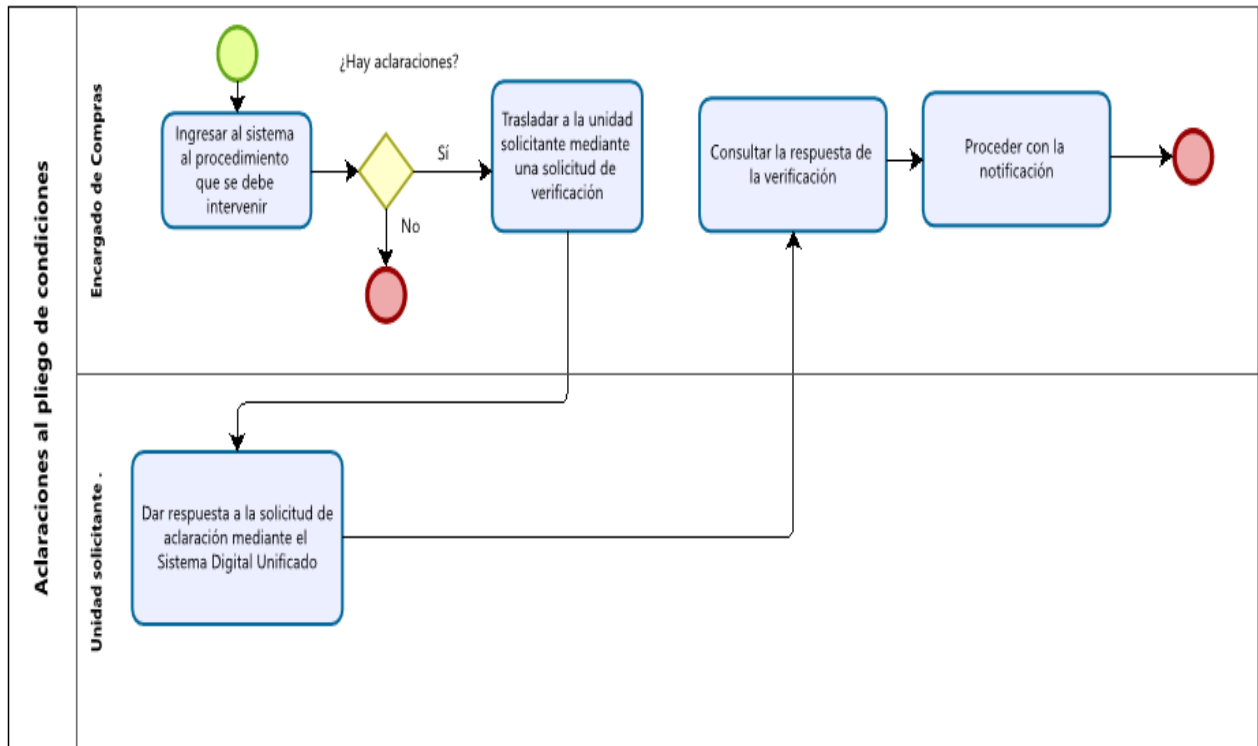 Aclaraciones al pliego de condiciones
Encargado de Compras
¿Hay aclaraciones?
Ingresar al sistema
al procedimiento
que se debe
intervenir
Sí
No
Trasladar a la unidad
solicitante mediante
una solicitud de
verificación
Consultar la respuesta de
la verificación
Proceder con la
notificación
Unidad solicitante .
Dar respuesta a la solicitud de
aclaración mediante el
Sistema Digital Unificado